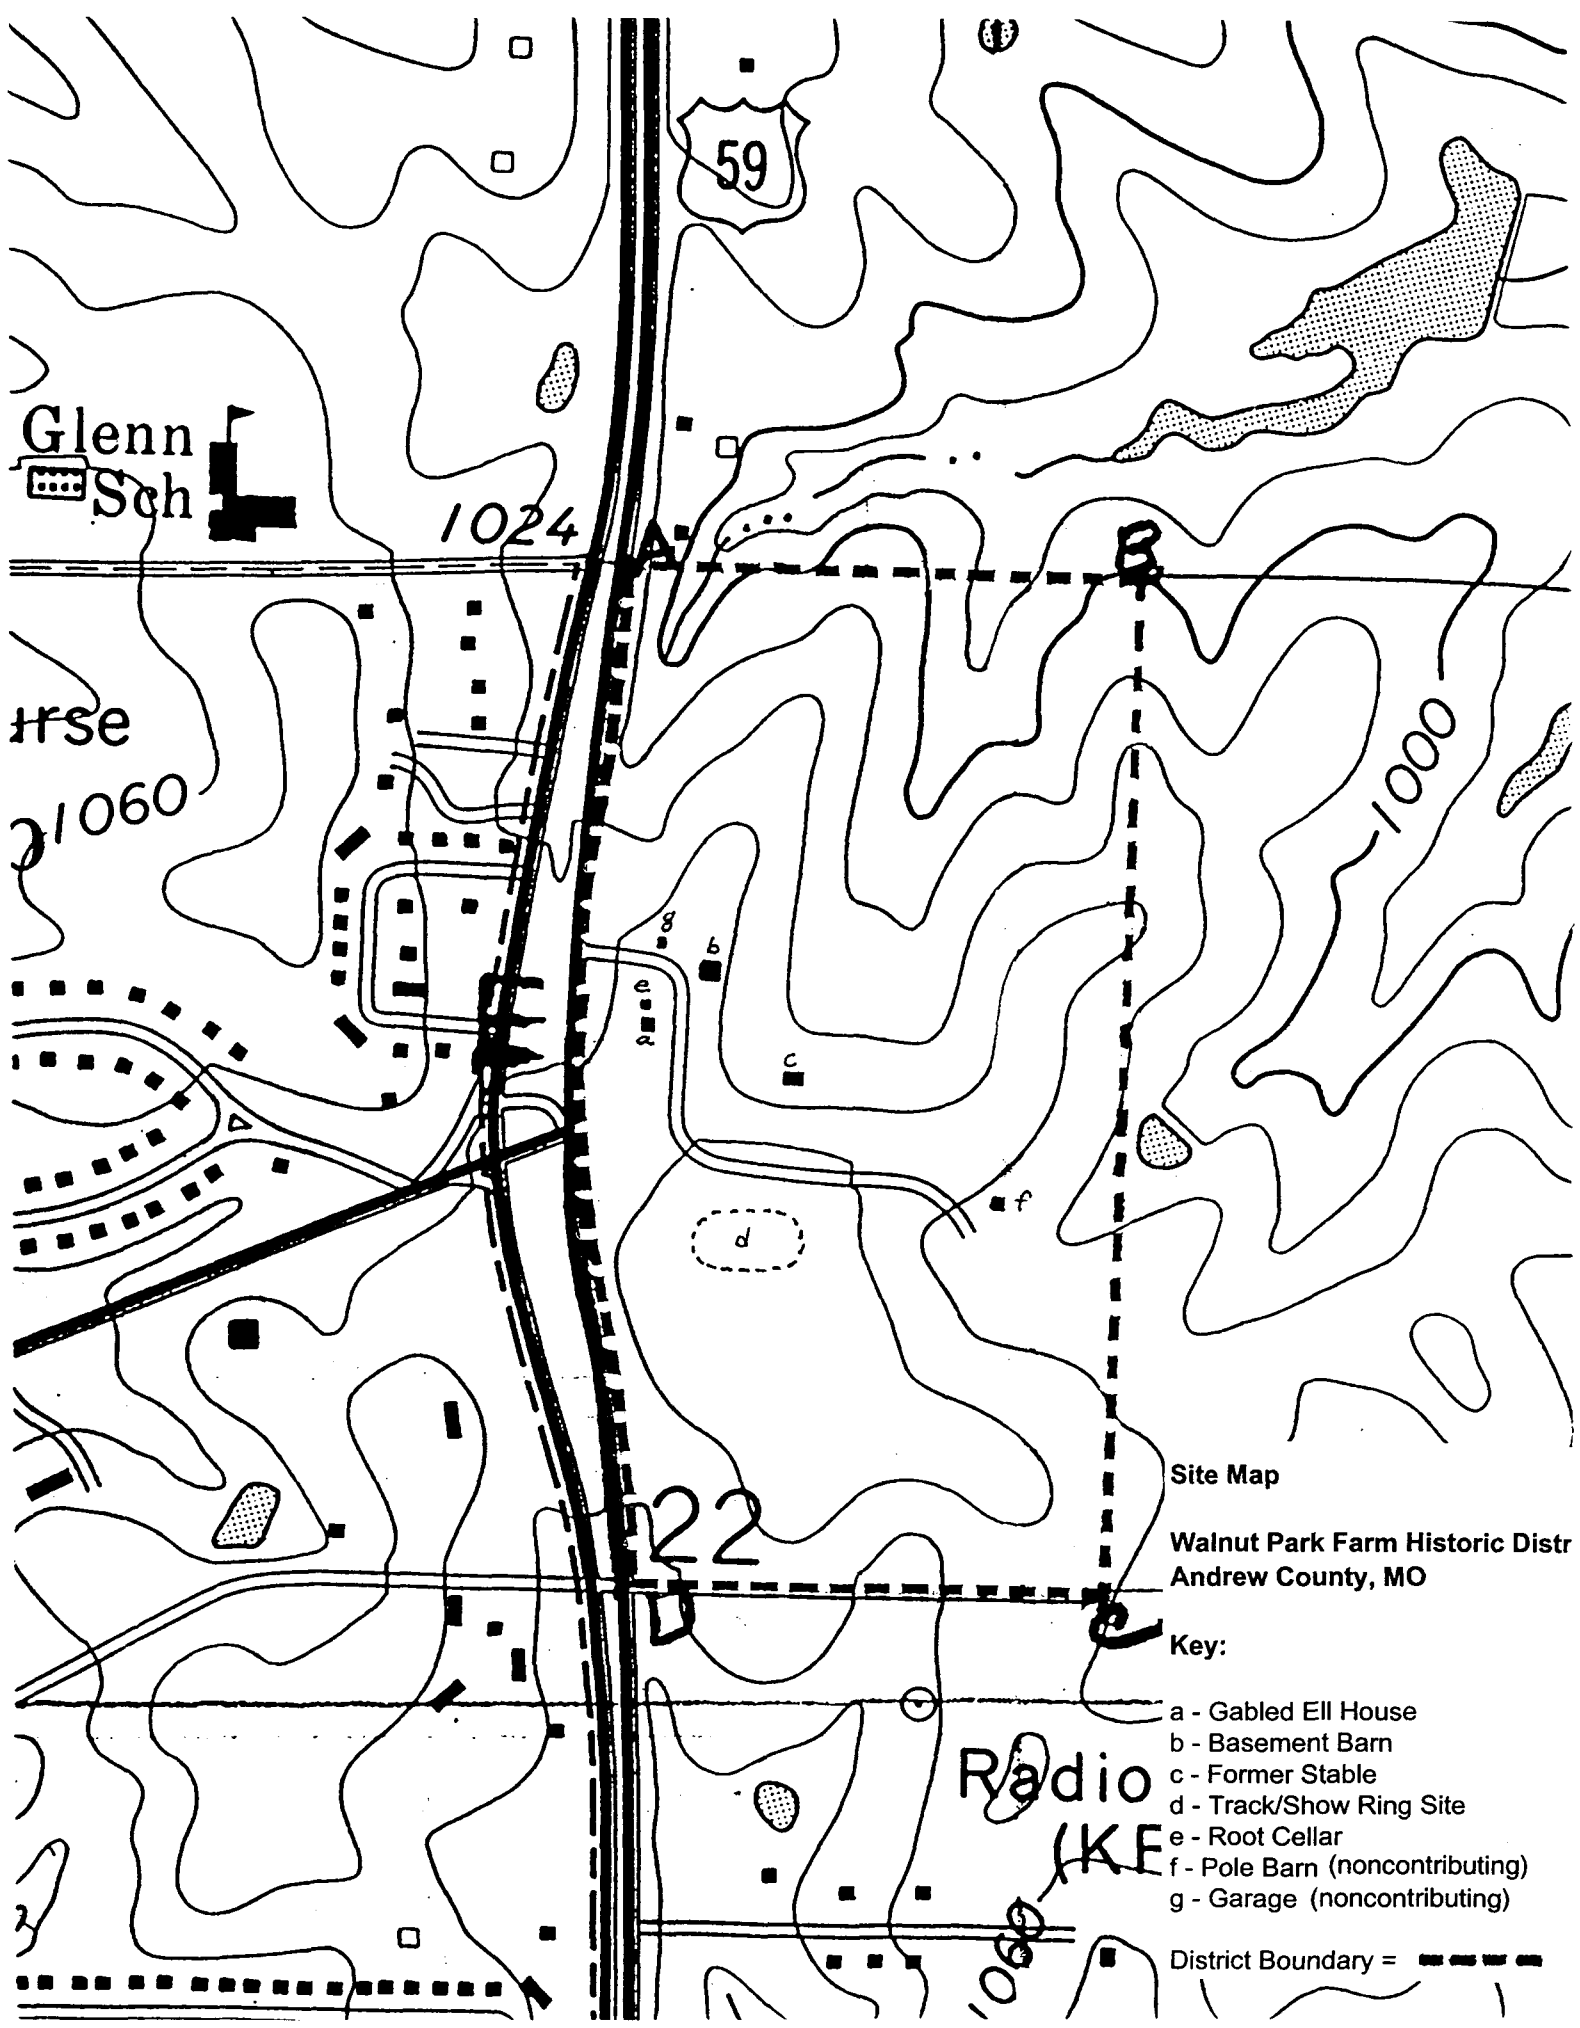 59
Glenn
Sch
1024
A
B
urse
1060
1000
g
b
e
a
c
f
d
22
D
C
Site Map
Walnut Park Farm Historic Distr
Andrew County, MO
Key:
a - Gabled Ell House
b - Basement Barn
c - Former Stable
d - Track/Show Ring Site
e - Root Cellar
f - Pole Barn (noncontributing)
g - Garage (noncontributing)
Radio
(KF
1060
District Boundary =